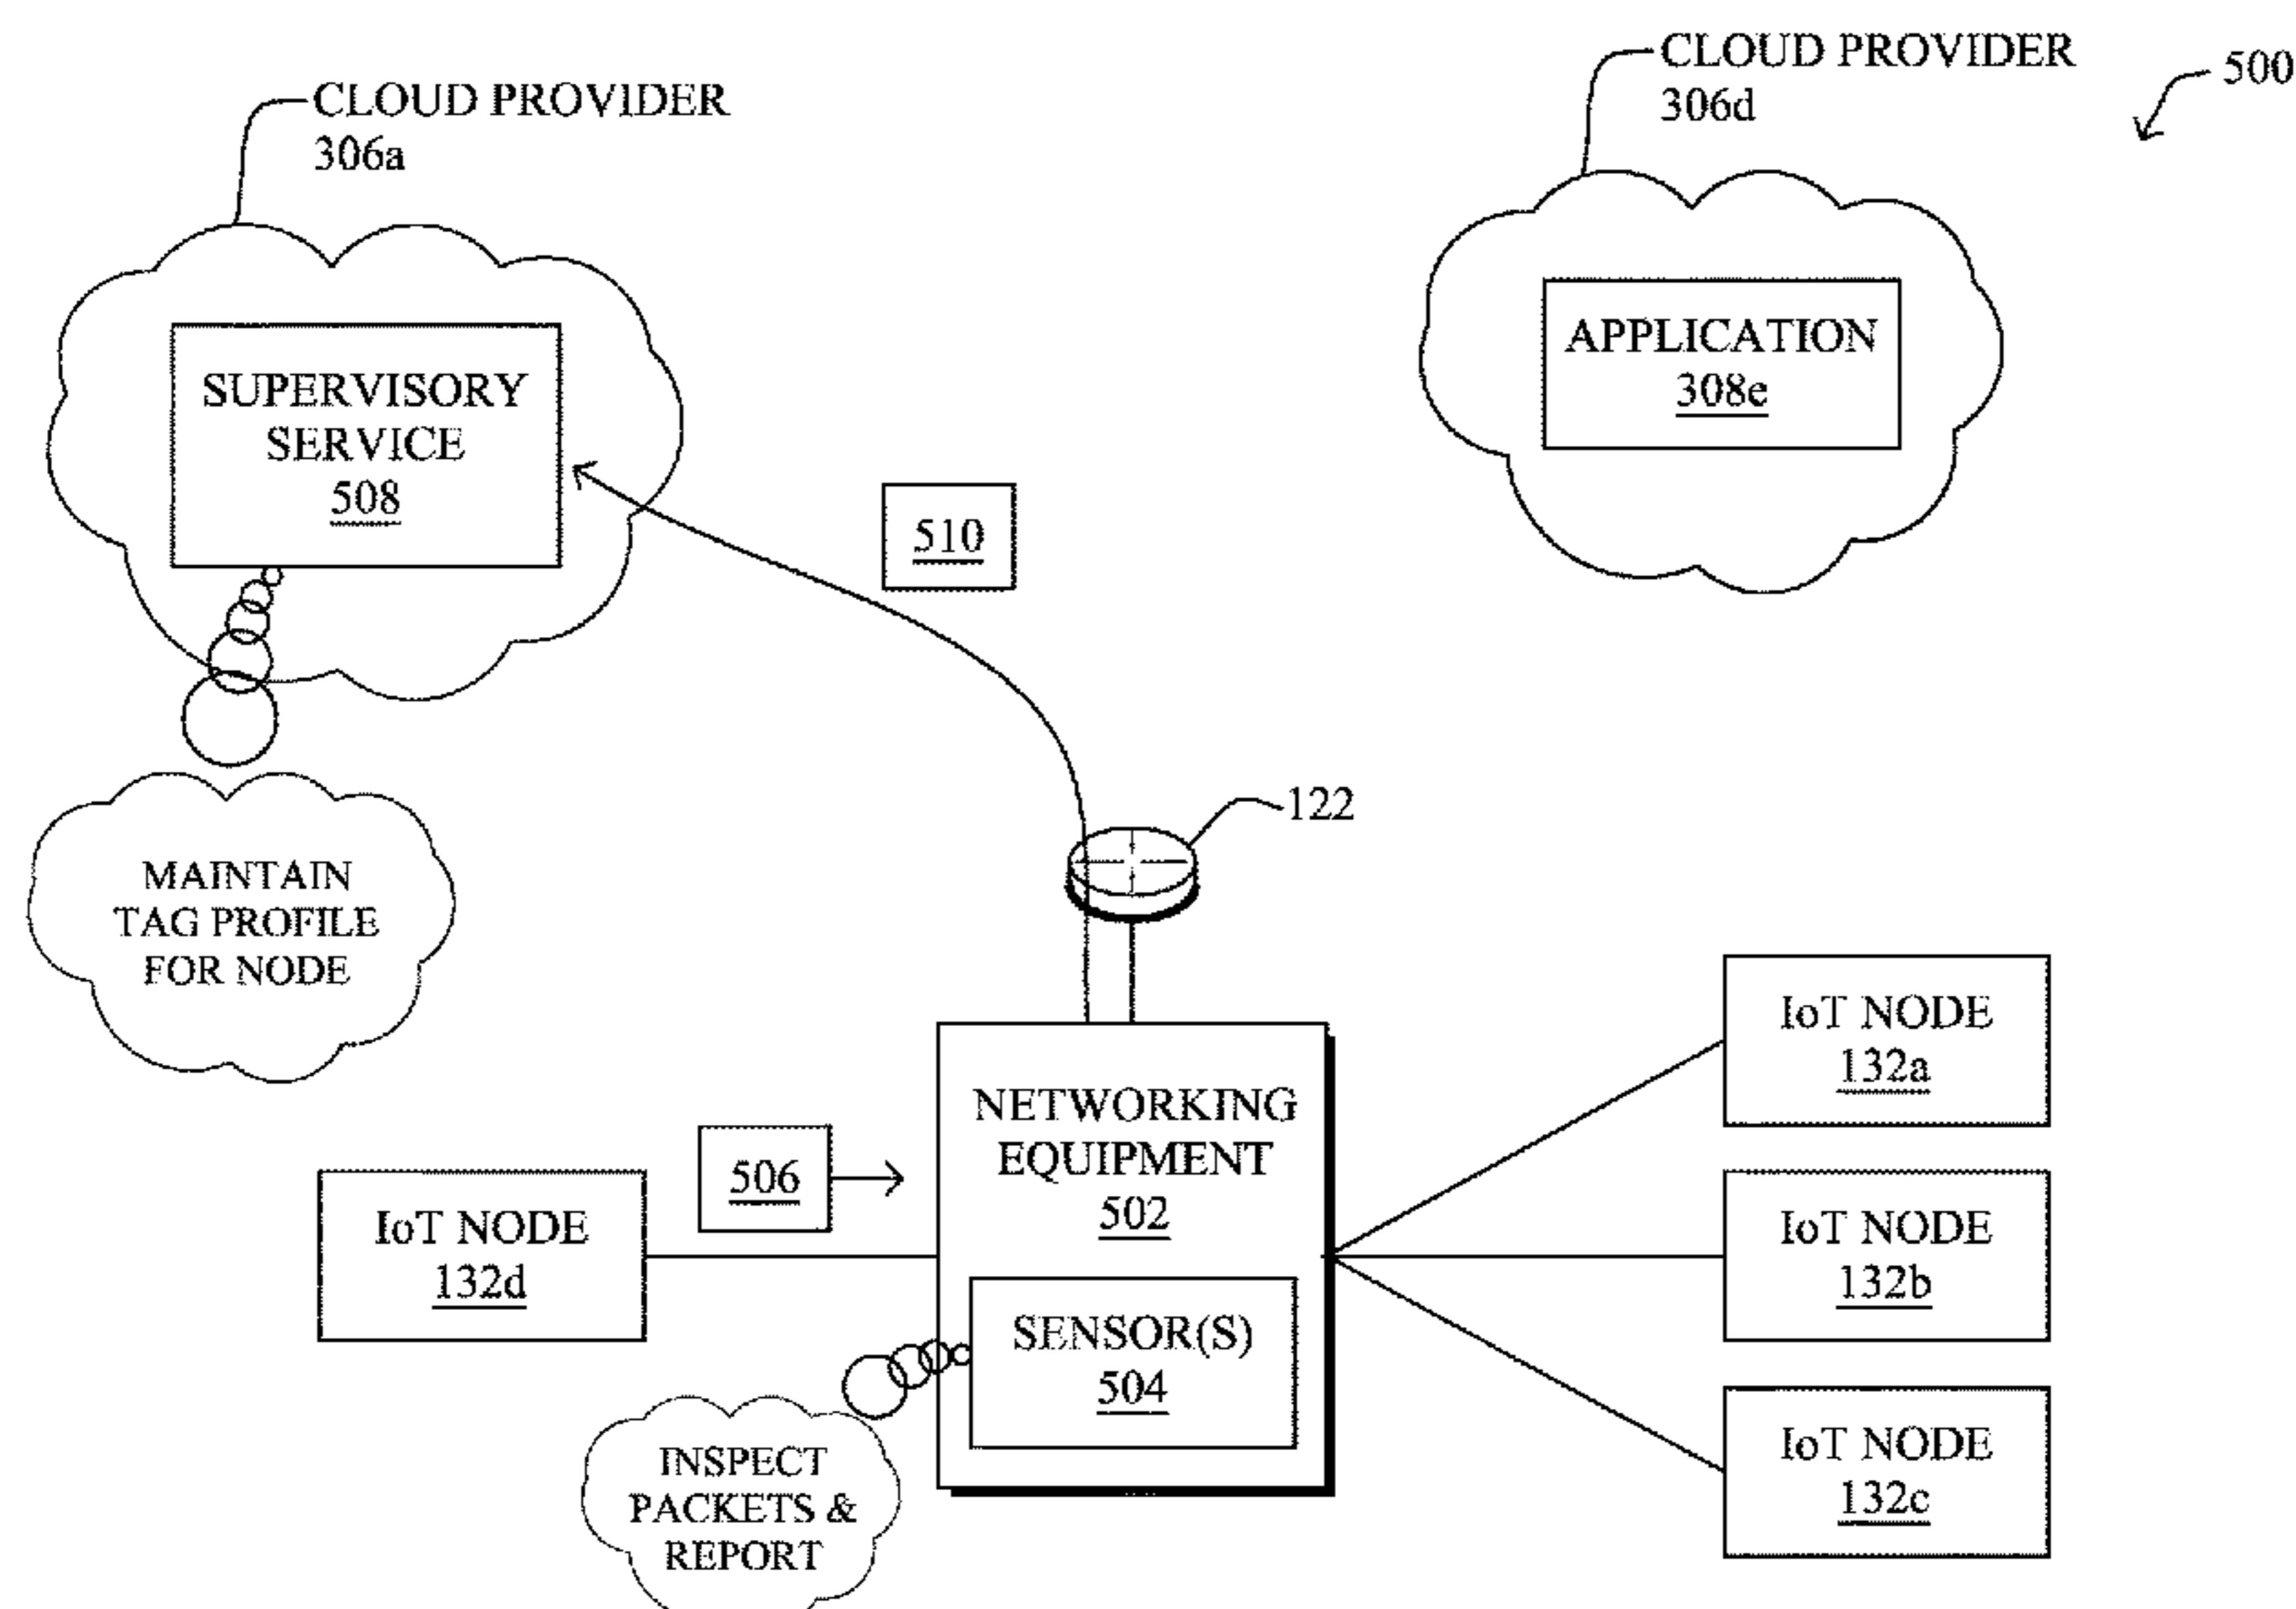 CLOUD PROVIDER
306a
CLOUD PROVIDER
306d
500
SUPERVISORY
SERVICE
508
APPLICATION
308e
510
MAINTAIN
TAG PROFILE
FOR NODE
122
NETWORKING
EQUIPMENT
502
506
IoT NODE
132d
SENSOR(S)
504
INSPECT
PACKETS &
REPORT
IoT NODE
132a
IoT NODE
132b
IoT NODE
132c